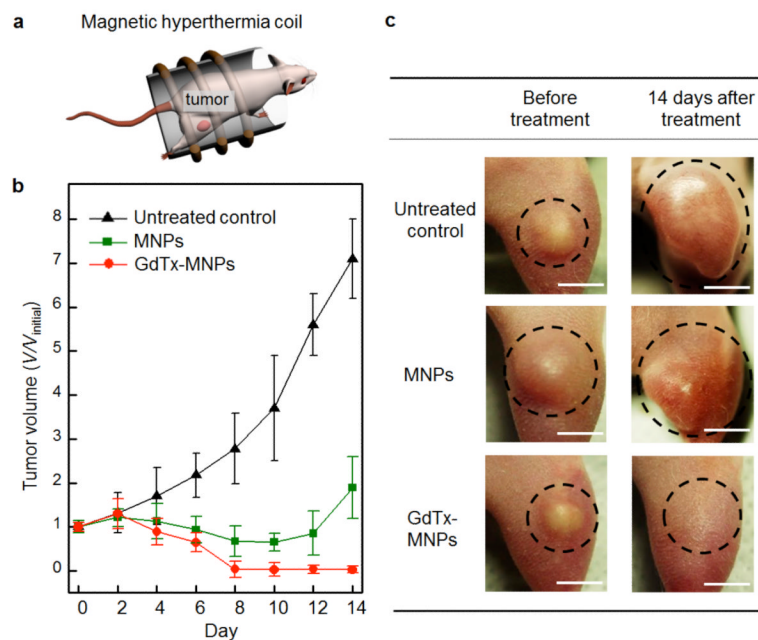 a
Magnetic hyperthermia coil
tumor
b
Tumor volume (V/Vinitial)
8
7
6
5
4
3
2
1
0
Untreated control
MNPs
GdTx-MNPs
0 2 4 6 8 10 12 14
Day
c
Before
treatment
14 days after
treatment
Untreated
control
MNPs
GdTx-
MNPs